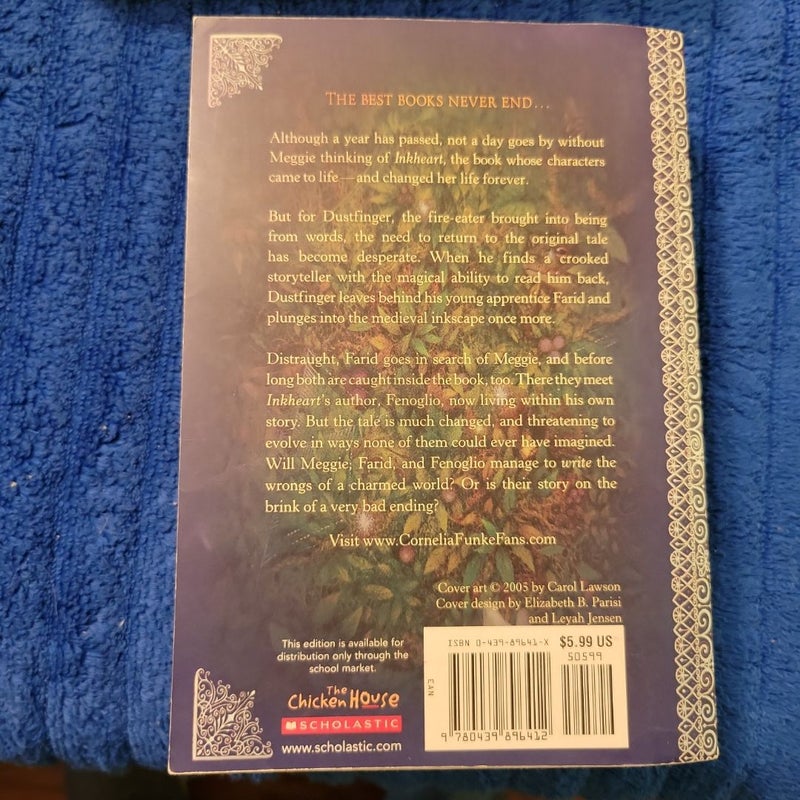 THE BEST BOOKS NEVER END...
Although a year has passed, not a day goes by without
Meggie thinking of Inkheart, the book whose characters
came to life—and changed her life forever.
But for Dustfinger, the fire-eater brought into being
from words, the need to return to the original tale
has become desperate. When he finds a crooked
storyteller with the magical ability to read him back,
Dustfinger leaves behind his young apprentice Farid and
plunges into the medieval inkscape once more.
Distraught, Farid goes in search of Meggie, and before
long both are caught inside the book, too. There they meet
Inkheart's author, Fenoglio, now living within his own
story. But the tale is much changed, and threatening to
evolve in ways none of them could ever have imagined.
Will Meggie, Farid, and Fenoglio manage to write the
wrongs of a charmed world? Or is their story on the
brink of a very bad ending?
Visit www.CorneliaFunkeFans.com
Cover art © 2005 by Carol Lawson
Cover design by Elizabeth B. Parisi
and Leyah Jensen
This edition is available for
distribution only through the
school market.
The
Chicken House
SCHOLASTIC
www.scholastic.com
ISBN 0-439-89641-X
$5.99 US
50599
EAN
9 780439 896412